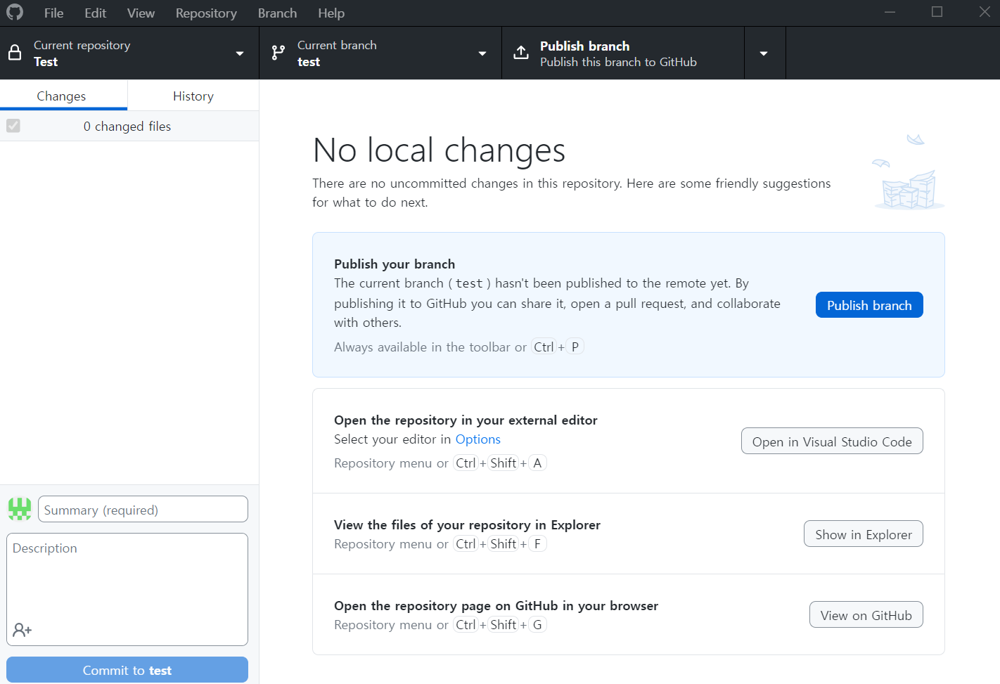 File Edit View Repository Branch Help
Current repository
Test
Current branch
test
Publish branch
Publish this branch to GitHub
Changes
History
0 changed files
No local changes
There are no uncommitted changes in this repository. Here are some friendly suggestions
for what to do next.
Publish your branch
The current branch ( test ) hasn't been published to the remote yet. By
publishing it to GitHub you can share it, open a pull request, and collaborate
with others.
Always available in the toolbar or Ctrl + P
Publish branch
Open the repository in your external editor
Select your editor in Options
Repository menu or Ctrl + Shift + A
Open in Visual Studio Code
View the files of your repository in Explorer
Repository menu or Ctrl + Shift + F
Show in Explorer
Open the repository page on GitHub in your browser
Repository menu or Ctrl + Shift + G
View on GitHub
Summary (required)
Description
Commit to test